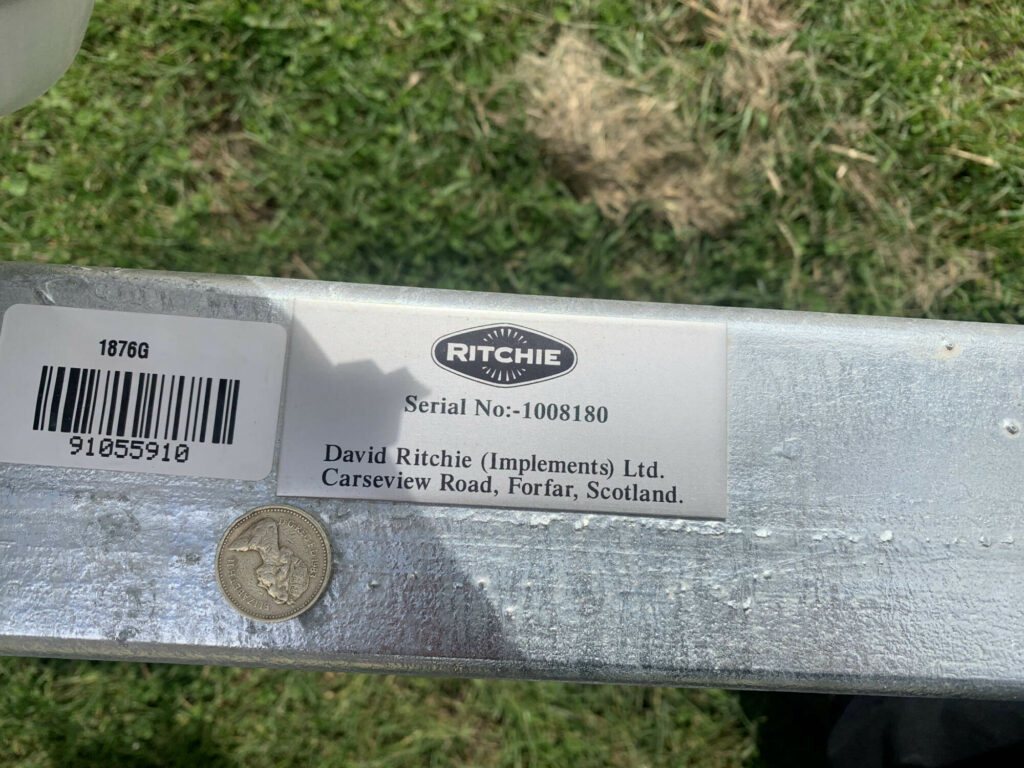 1876G
91055910
RITCHIE
Serial No:-1008180
David Ritchie (Implements) Ltd.
Carseview Road, Forfar, Scotland.